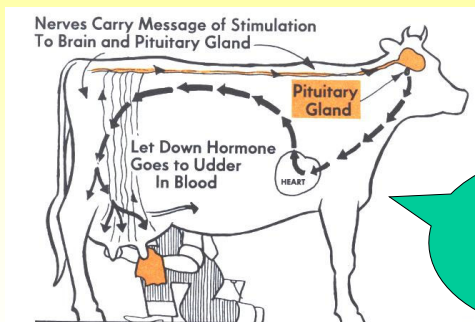 Nerves Carry Message of Stimulation
To Brain and Pituitary Gland
Pituitary
Gland
Let Down Hormone
Goes to Udder
In Blood
HEART